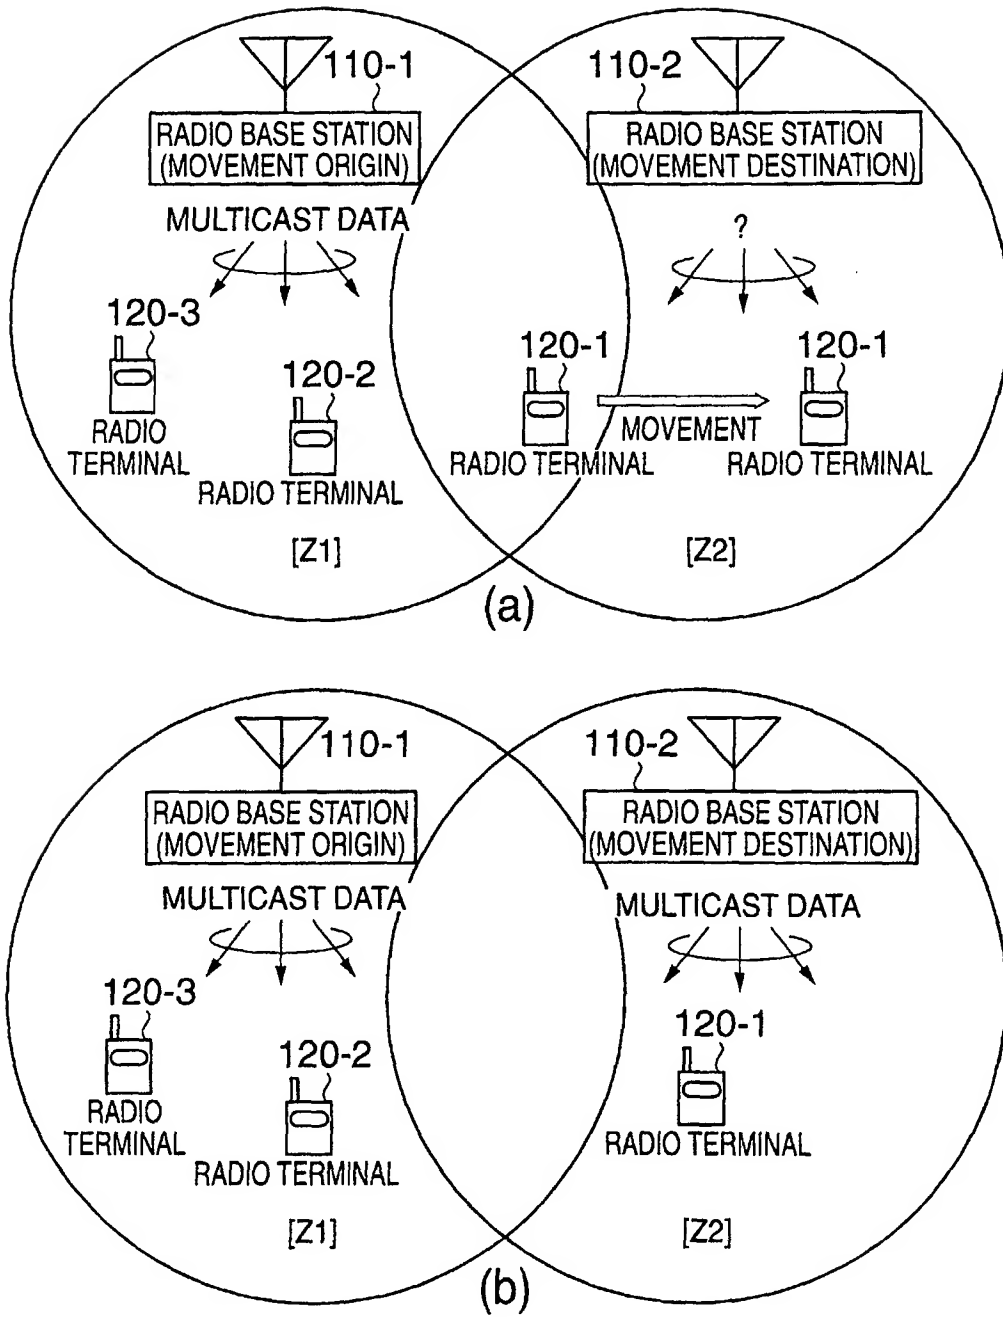 110-1
110-2
RADIO BASE STATION
(MOVEMENT ORIGIN)
RADIO BASE STATION
(MOVEMENT DESTINATION)
MULTICAST DATA
?
120-3
120-2
120-1
120-1
RADIO
TERMINAL
RADIO TERMINAL
MOVEMENT
RADIO TERMINAL
RADIO TERMINAL
[Z1]
[Z2]
(a)
110-1
110-2
RADIO BASE STATION
(MOVEMENT ORIGIN)
RADIO BASE STATION
(MOVEMENT DESTINATION)
MULTICAST DATA
MULTICAST DATA
120-3
120-2
120-1
RADIO
TERMINAL
RADIO TERMINAL
RADIO TERMINAL
[Z1]
[Z2]
(b)